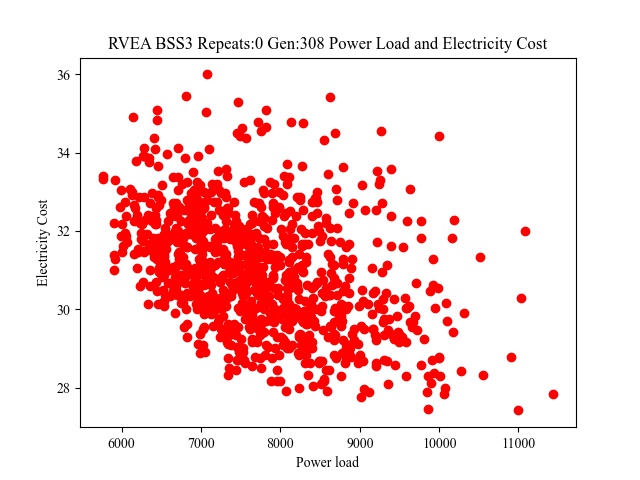 RVEA BSS3 Repeats:0 Gen:308 Power Load and Electricity Cost
36
34
32
30
28
Electricity Cost
6000 7000 8000 9000 10000 11000
Power load